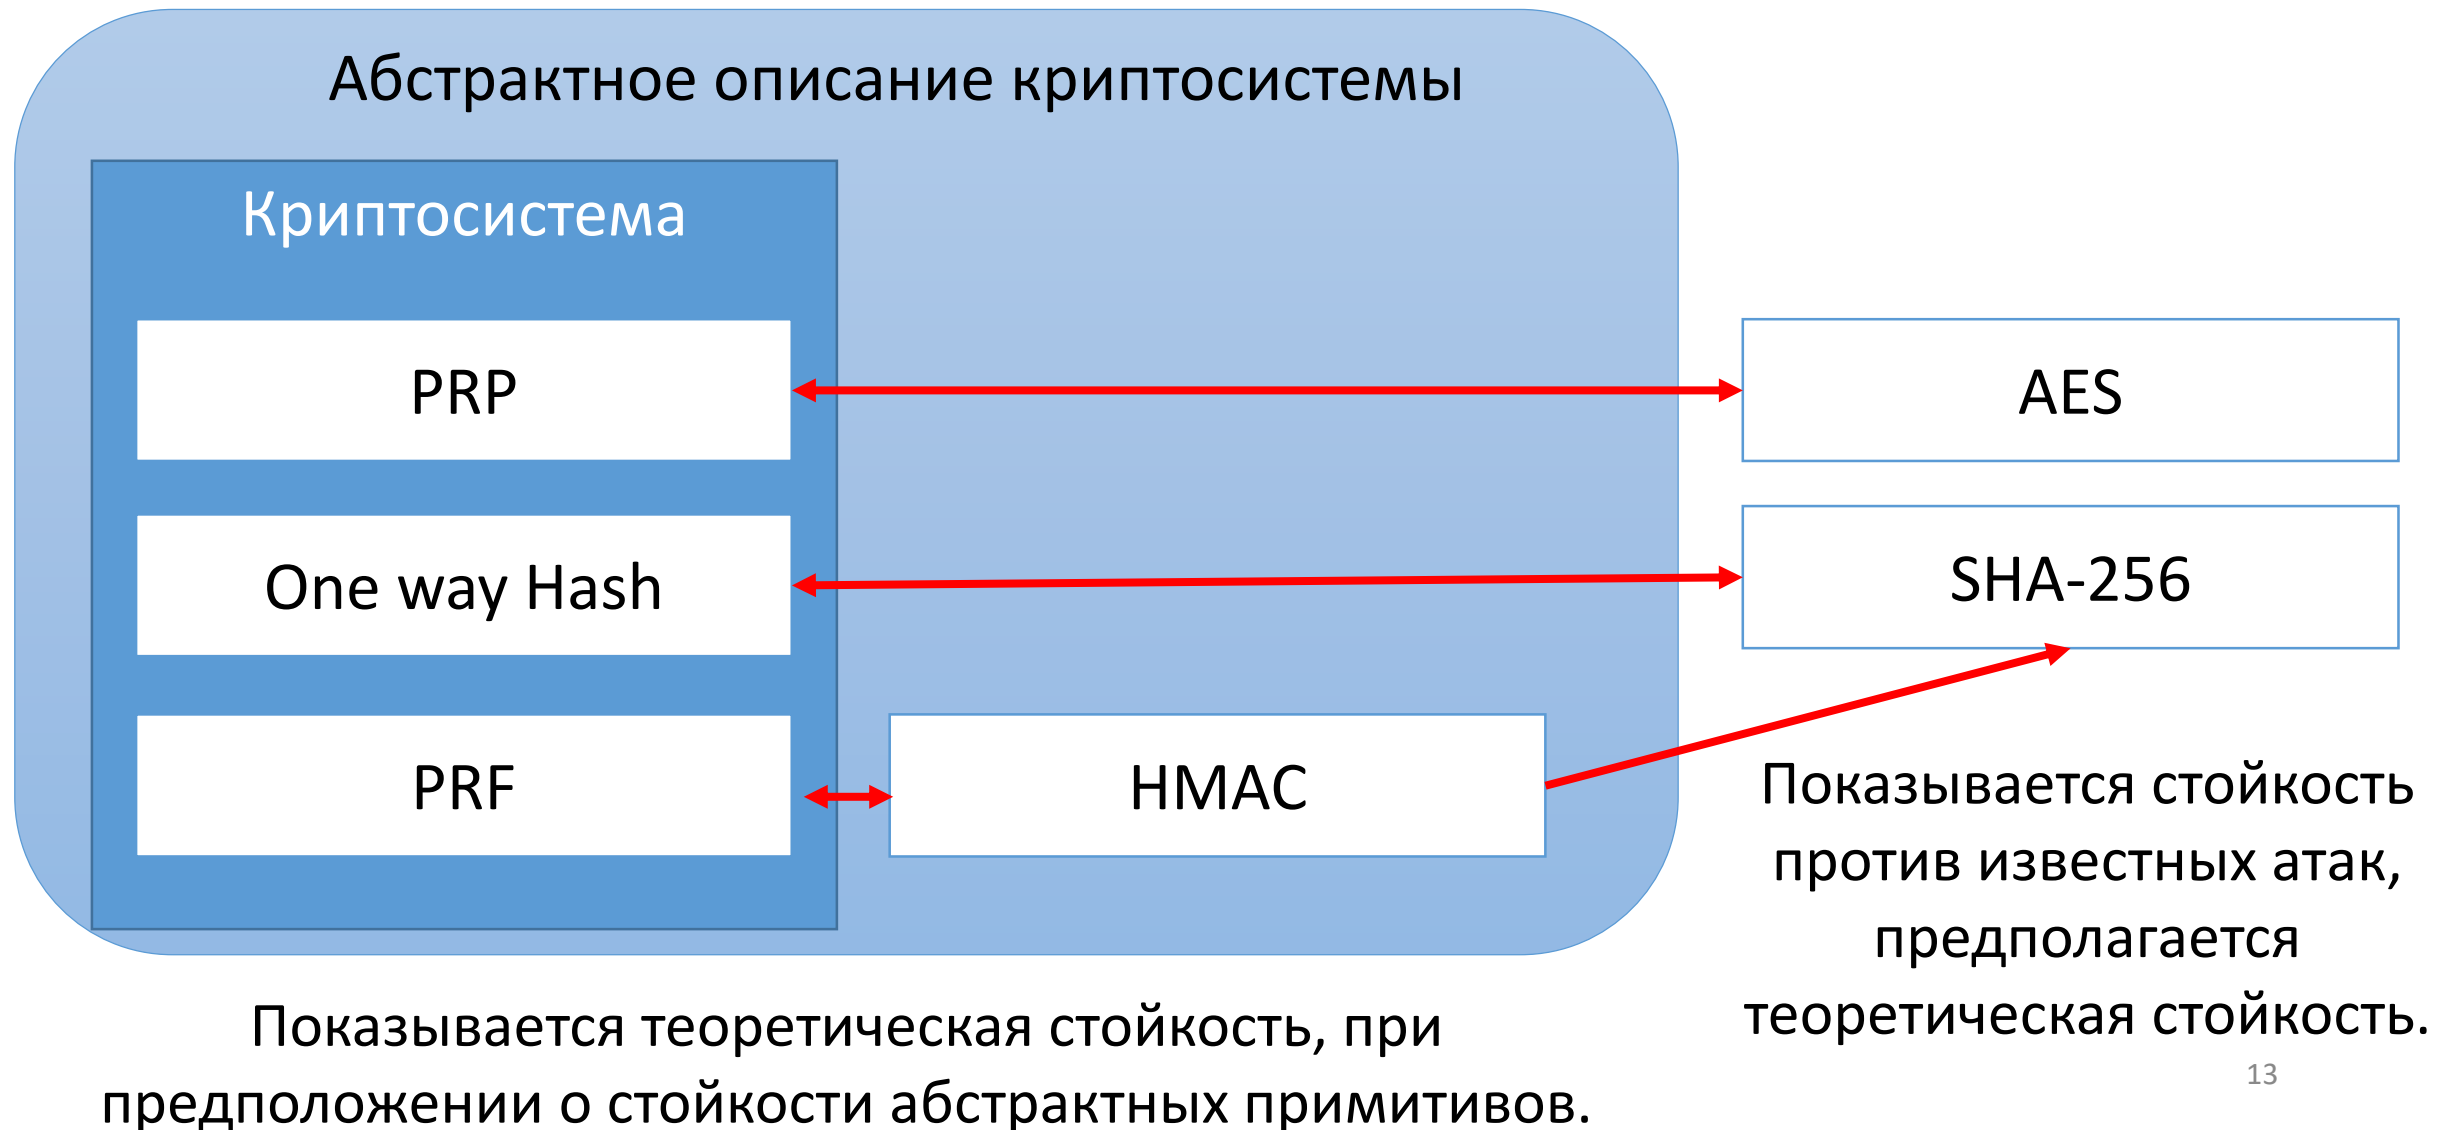 Абстрактное описание криптосистемы
Криптосистема
PRP
AES
One way Hash
SHA-256
PRF
HMAC
Показывается стойкость
против известных атак,
предполагается
теоретическая стойкость.
Показывается теоретическая стойкость, при
предположении о стойкости абстрактных примитивов.
13